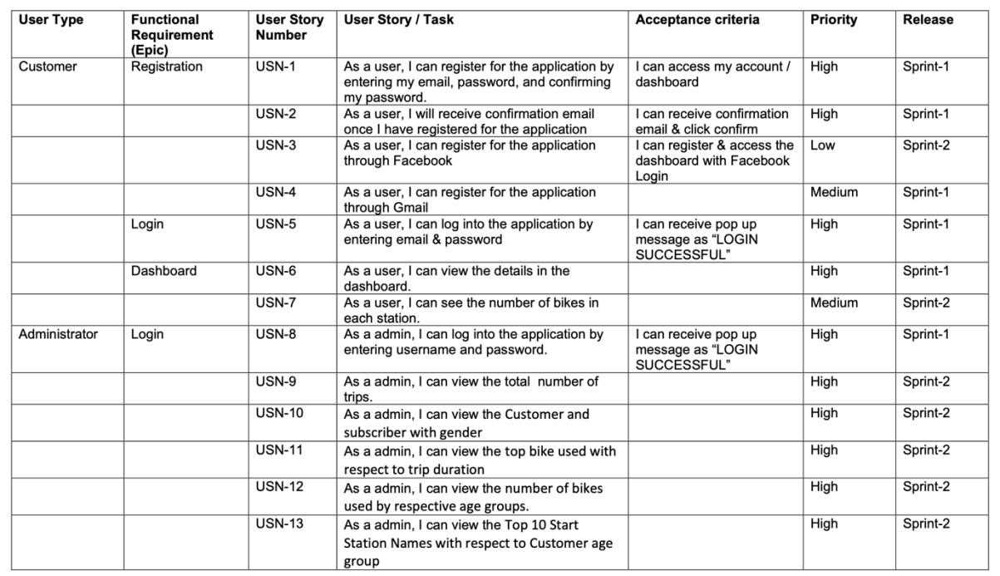 User Type Functional Requirement (Epic) User Story Number User Story / Task Acceptance criteria Priority Release
Customer Registration USN-1 As a user, I can register for the application by entering my email, password, and confirming my password. I can access my account / dashboard High Sprint-1
USN-2 As a user, I will receive confirmation email once I have registered for the application I can receive confirmation email & click confirm High Sprint-1
USN-3 As a user, I can register for the application through Facebook I can register & access the dashboard with Facebook Login Low Sprint-2
USN-4 As a user, I can register for the application through Gmail Medium Sprint-1
Login USN-5 As a user, I can log into the application by entering email & password I can receive pop up message as “LOGIN SUCCESSFUL” High Sprint-1
Dashboard USN-6 As a user, I can view the details in the dashboard. High Sprint-1
USN-7 As a user, I can see the number of bikes in each station. Medium Sprint-2
Administrator Login USN-8 As a admin, I can log into the application by entering username and password. I can receive pop up message as “LOGIN SUCCESSFUL” High Sprint-1
USN-9 As a admin, I can view the total number of trips. High Sprint-2
USN-10 As a admin, I can view the Customer and subscriber with gender High Sprint-2
USN-11 As a admin, I can view the top bike used with respect to trip duration High Sprint-2
USN-12 As a admin, I can view the number of bikes used by respective age groups. High Sprint-2
USN-13 As a admin, I can view the Top 10 Start Station Names with respect to Customer age group High Sprint-2